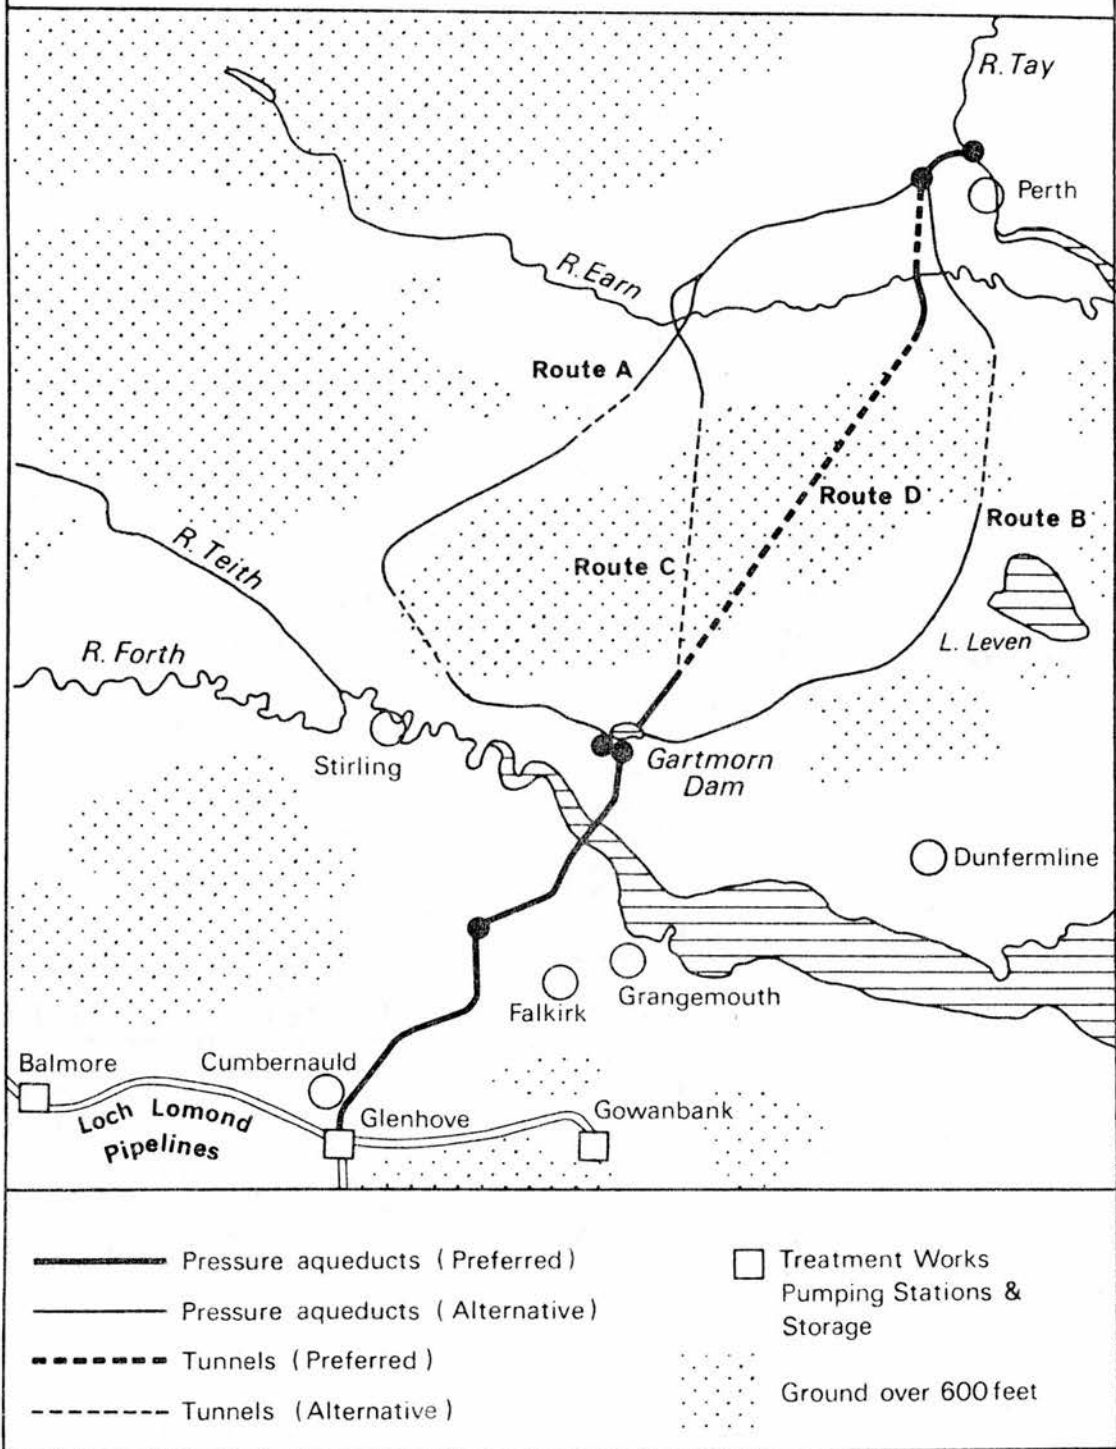 R. Tay
Perth
R. Earn
Route A
Route D
Route B
R. Teith
Route C
L. Leven
R. Forth
Stirling
Gartmorn
Dam
Dunfermline
Grangemouth
Falkirk
Balmore
Cumbernauld
Loch Lomond
Pipelines
Glenhove
Gowanbank
Pressure aqueducts (Preferred)
Pressure aqueducts (Alternative)
Tunnels (Preferred)
Tunnels (Alternative)
Treatment Works
Pumping Stations &
Storage
Ground over 600 feet